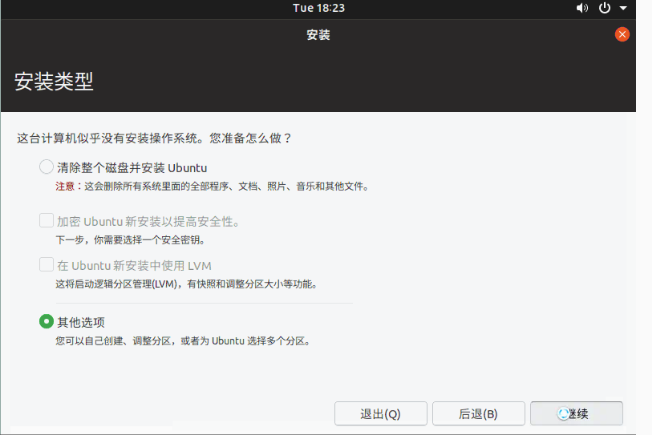 Tue 18:23
安装
安装类型
这台计算机似乎没有安装操作系统。您准备怎么做？
清除整个磁盘并安装 Ubuntu
注意：这会删除所有系统里面的全部程序、文档、照片、音乐和其他文件。
加密 Ubuntu 新安装以提高安全性。
下一步，你需要选择一个安全密钥。
在 Ubuntu 新安装中使用 LVM
这将启动逻辑分区管理(LVM)，有快照和调整分区大小等功能。
其他选项
您可以自己创建、调整分区，或者为 Ubuntu 选择多个分区。
退出(Q) 后退(B) 继续